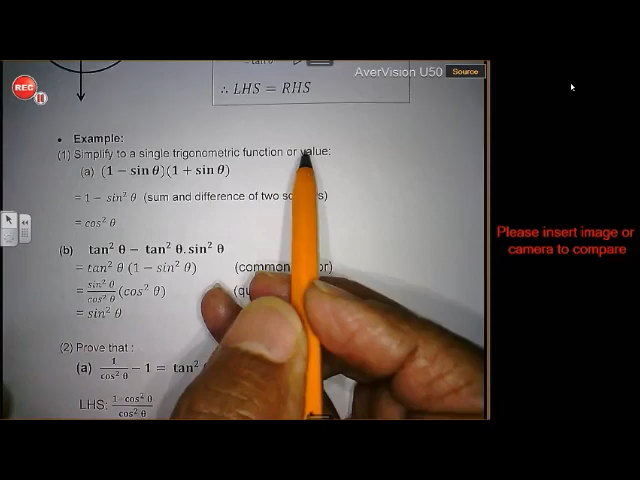 = tan θ
∴ LHS = RHS
AverVision U50 Source
REC
• Example:
(1) Simplify to a single trigonometric function or value:
(a) (1 − sin θ)(1 + sin θ)
= 1 − sin² θ (sum and difference of two
= cos² θ
(b) tan² θ − tan² θ. sin² θ
= tan² θ (1 − sin² θ) (common
= sin² θ / cos² θ (cos² θ)
= sin² θ
(2) Prove that :
(a) 1 / cos² θ − 1 = tan²
LHS: 1−cos² θ / cos² θ
Please insert image or
camera to compare